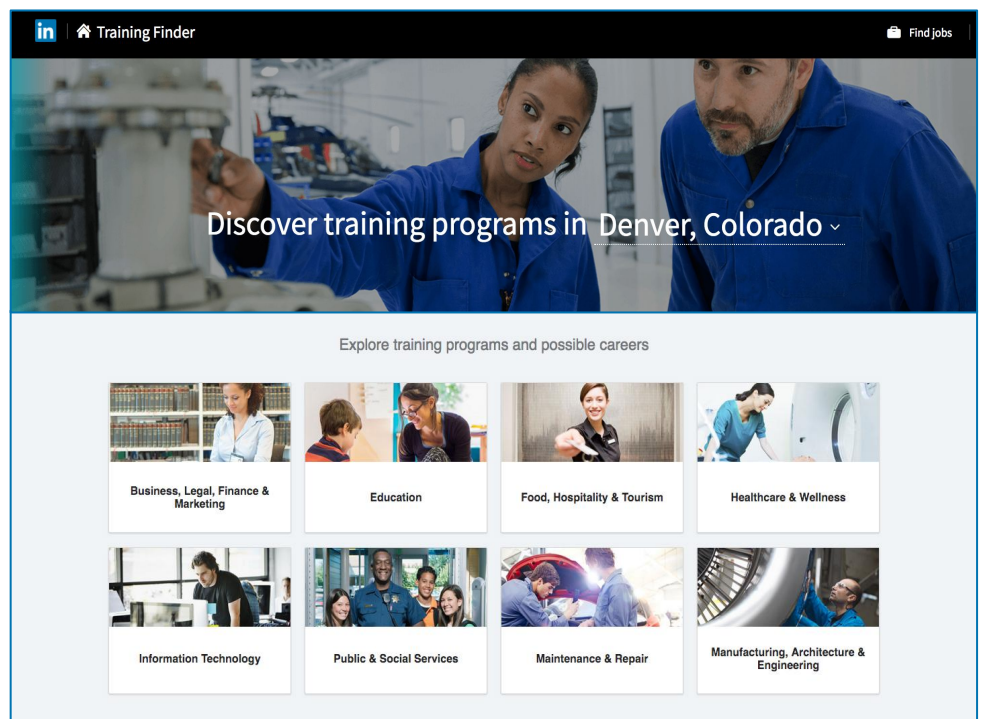 in Training Finder Find jobs
Discover training programs in Denver, Colorado
Explore training programs and possible careers
Business, Legal, Finance &
Marketing
Education
Food, Hospitality & Tourism
Healthcare & Wellness
Information Technology
Public & Social Services
Maintenance & Repair
Manufacturing, Architecture &
Engineering